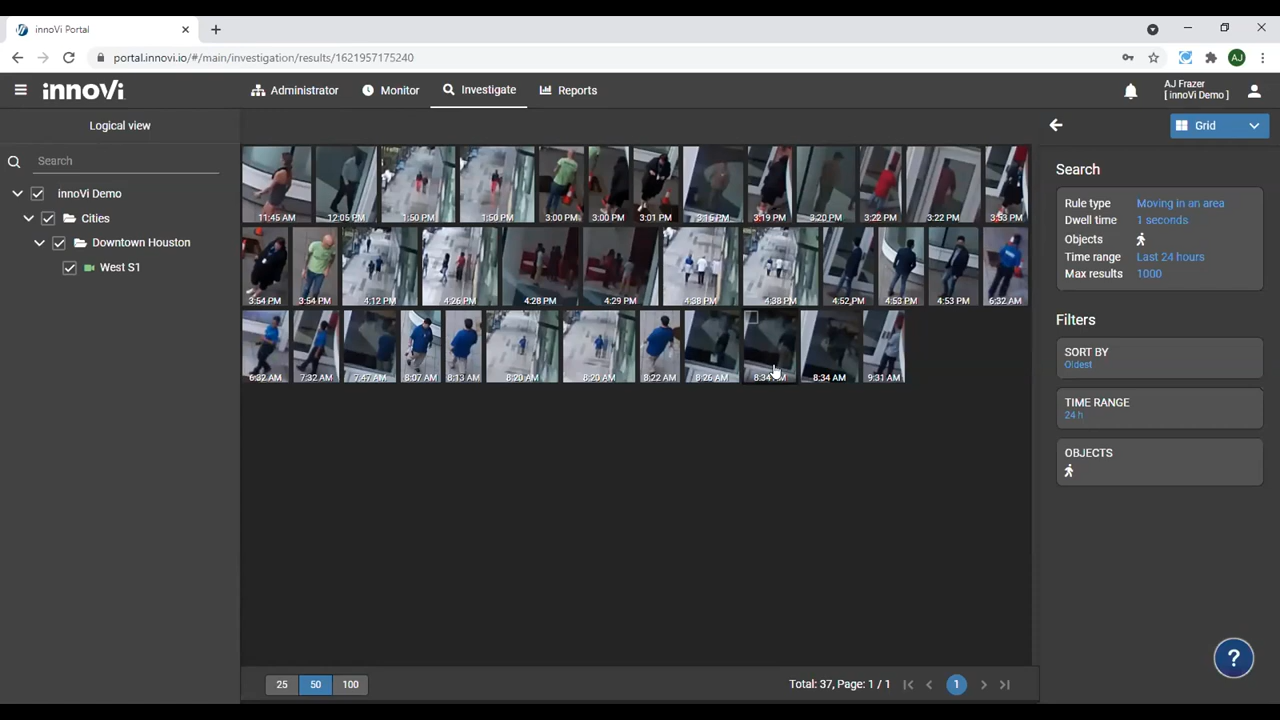 innoVi Portal
portal.innovi.io/#/main/investigation/results/1621957175240
AJ
innoVi
Administrator
Monitor
Investigate
Reports
AJ Frazer
[ innoVi Demo ]
Logical view
Search
innoVi Demo
Cities
Downtown Houston
West S1
11:45 AM 12:05 PM 1:50 PM 1:50 PM 3:00 PM 3:00 PM 3:01 PM 3:15 PM 3:19 PM 3:20 PM 3:22 PM 3:22 PM 3:53 PM
3:54 PM 3:54 PM 4:12 PM 4:26 PM 4:28 PM 4:29 PM 4:38 PM 4:38 PM 4:52 PM 4:53 PM 4:53 PM 6:32 AM
6:32 AM 7:32 AM 7:47 AM 8:07 AM 8:13 AM 8:20 AM 8:20 AM 8:22 AM 8:26 AM 8:34 AM 8:34 AM 9:31 AM
Grid
Search
Rule type Moving in an area
Dwell time 1 seconds
Objects
Time range Last 24 hours
Max results 1000
Filters
SORT BY
Oldest
TIME RANGE
24 h
OBJECTS
25 50 100
Total: 37, Page: 1 / 1
1
?